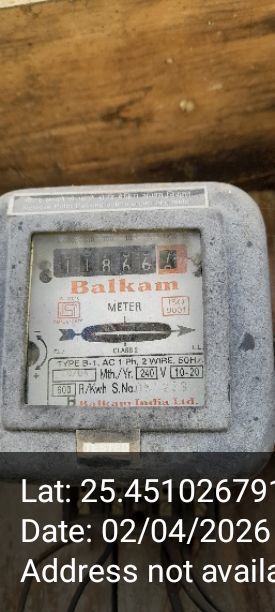 11866
Balkam
METER
ISO
9001
CLASS 2
TYPE B-1, AC 1 Ph, 2 WIRE, 50Hz
Mth./Yr. 240 V 10-20
600 R/Kwh S.No.
Balkam India Ltd.
Lat: 25.451026791
Date: 02/04/2026
Address not availa